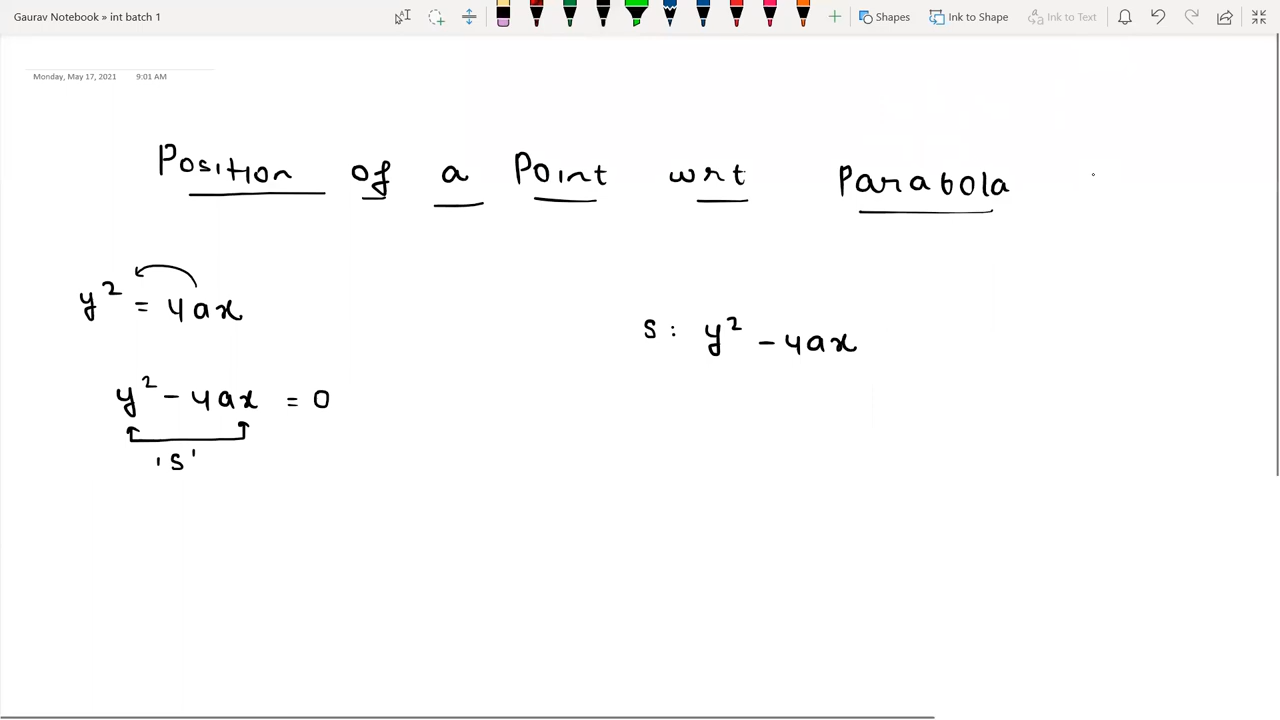 Gaurav Notebook » int batch 1
Shapes
Ink to Shape
Ink to Text
Monday, May 17, 2021 9:01 AM
Position of a Point wrt Parabola
y² = 4ax
S : y² - 4ax
y² - 4ax = 0
'S'